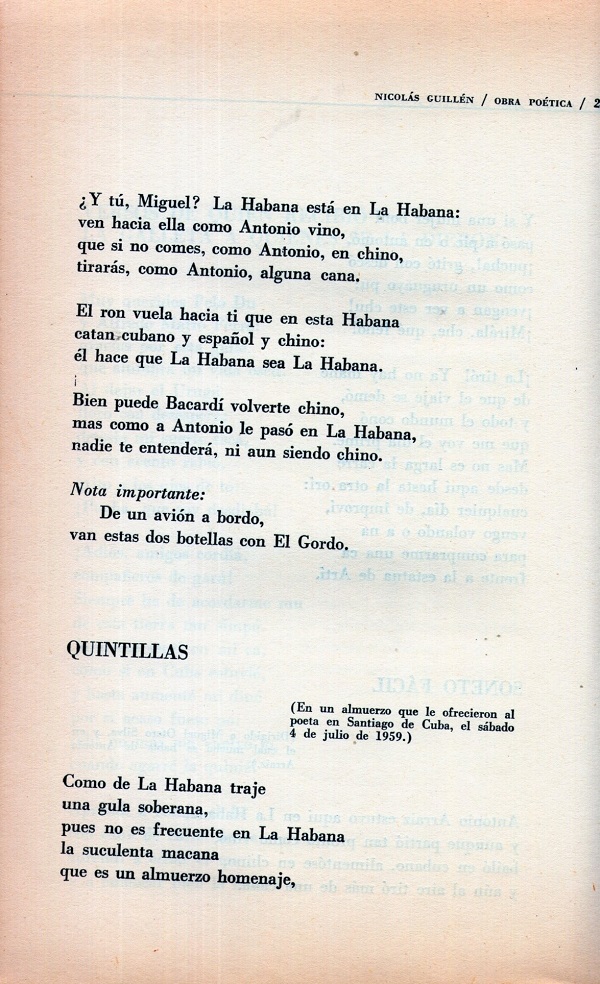 NICOLÁS GUILLÉN / OBRA POÉTICA / 2
¿Y tú, Miguel? La Habana está en La Habana:
ven hacia ella como Antonio vino,
que si no comes, como Antonio, en chino,
tirarás, como Antonio, alguna cana.
El ron vuela hacia ti que en esta Habana
catan cubano y español y chino:
él hace que La Habana sea La Habana.
Bien puede Bacardí volverte chino,
mas como a Antonio le pasó en La Habana,
nadie te entenderá, ni aun siendo chino.
Nota importante:
De un avión a bordo,
van estas dos botellas con El Gordo.
QUINTILLAS
(En un almuerzo que le ofrecieron al
poeta en Santiago de Cuba, el sábado
4 de julio de 1959.)
Como de La Habana traje
una gula soberana,
pues no es frecuente en La Habana
la suculenta macana
que es un almuerzo homenaje,